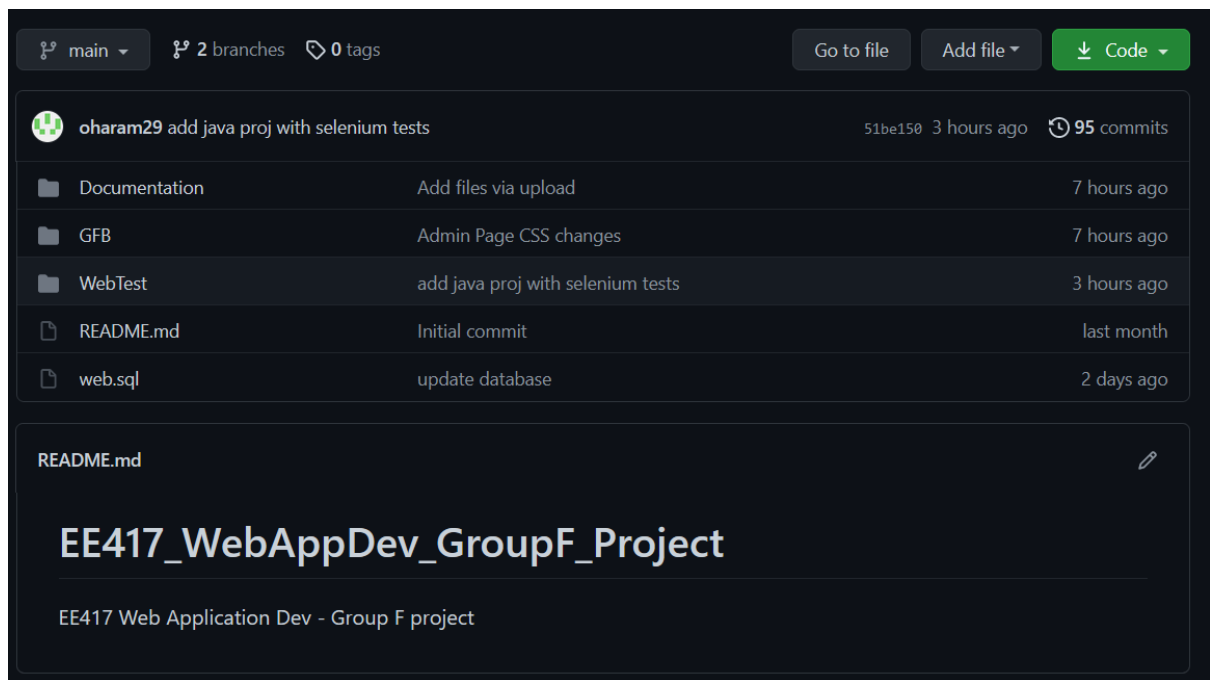 main 2 branches 0 tags Go to file Add file Code
oharam29 add java proj with selenium tests 51be150 3 hours ago 95 commits
Documentation Add files via upload 7 hours ago
GFB Admin Page CSS changes 7 hours ago
WebTest add java proj with selenium tests 3 hours ago
README.md Initial commit last month
web.sql update database 2 days ago
README.md
EE417_WebAppDev_GroupF_Project
EE417 Web Application Dev - Group F project